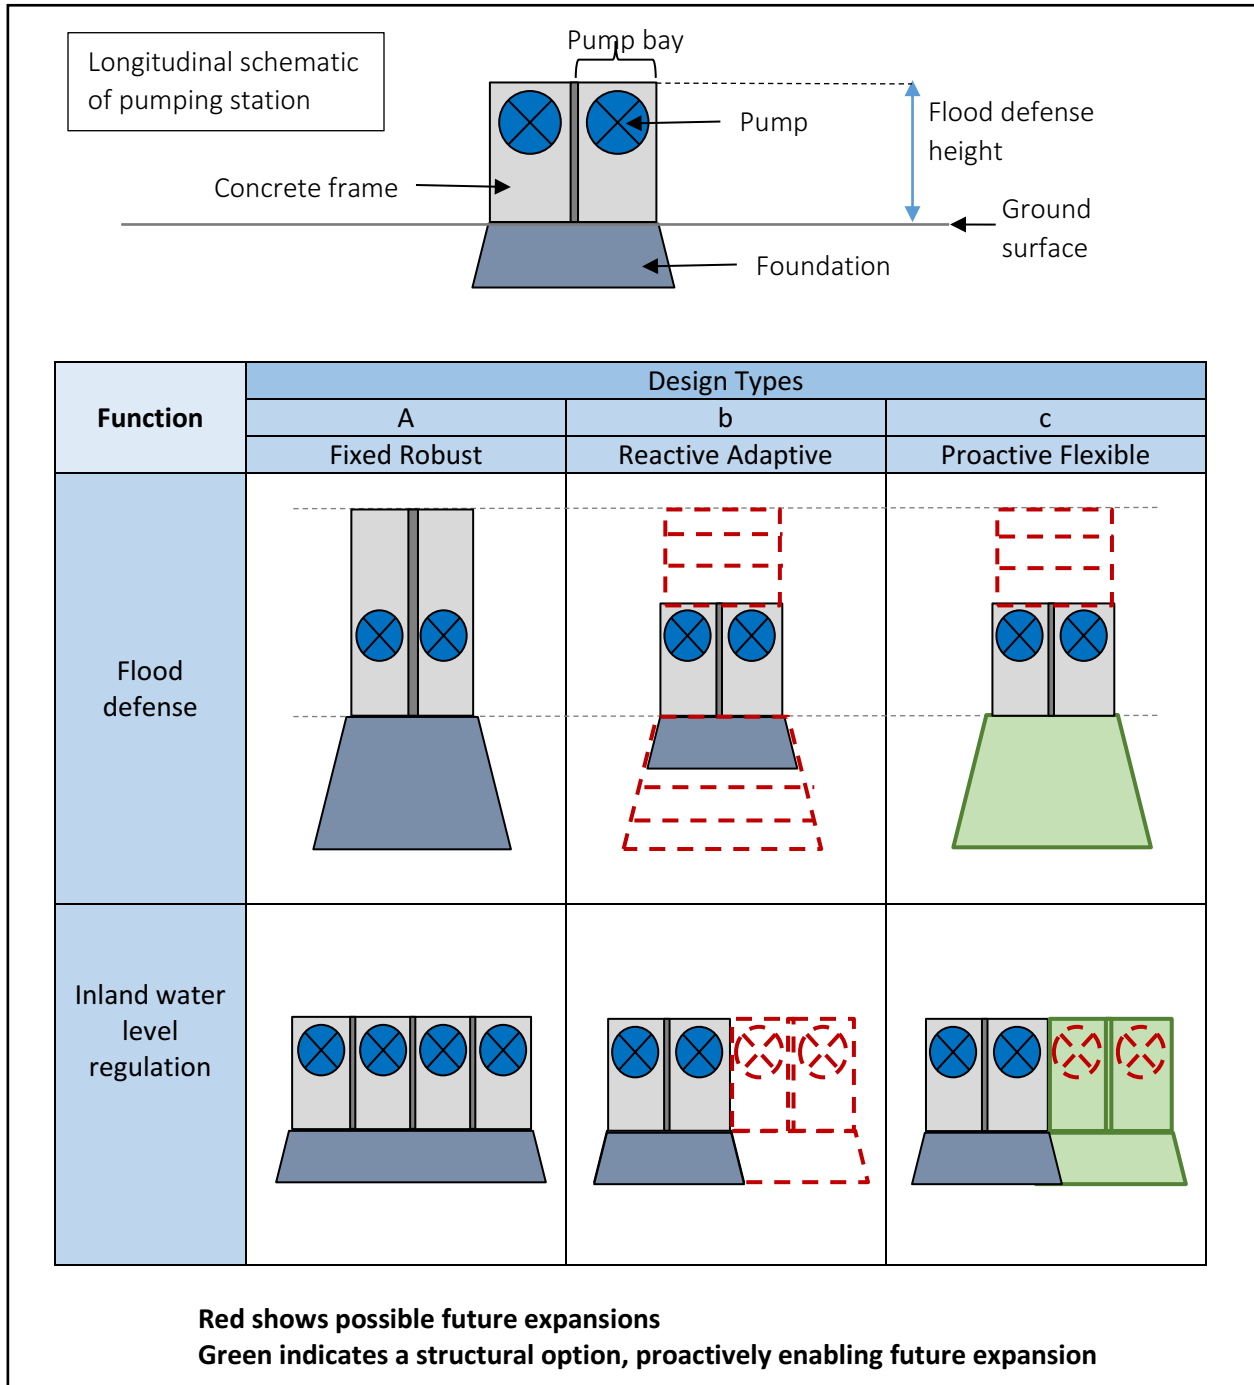 Longitudinal schematic
of pumping station
Pump bay
Pump
Flood defense
height
Concrete frame
Ground
surface
Foundation
Function
Design Types
A
b
c
Fixed Robust
Reactive Adaptive
Proactive Flexible
Flood
defense
Inland water
level
regulation
Red shows possible future expansions
Green indicates a structural option, proactively enabling future expansion